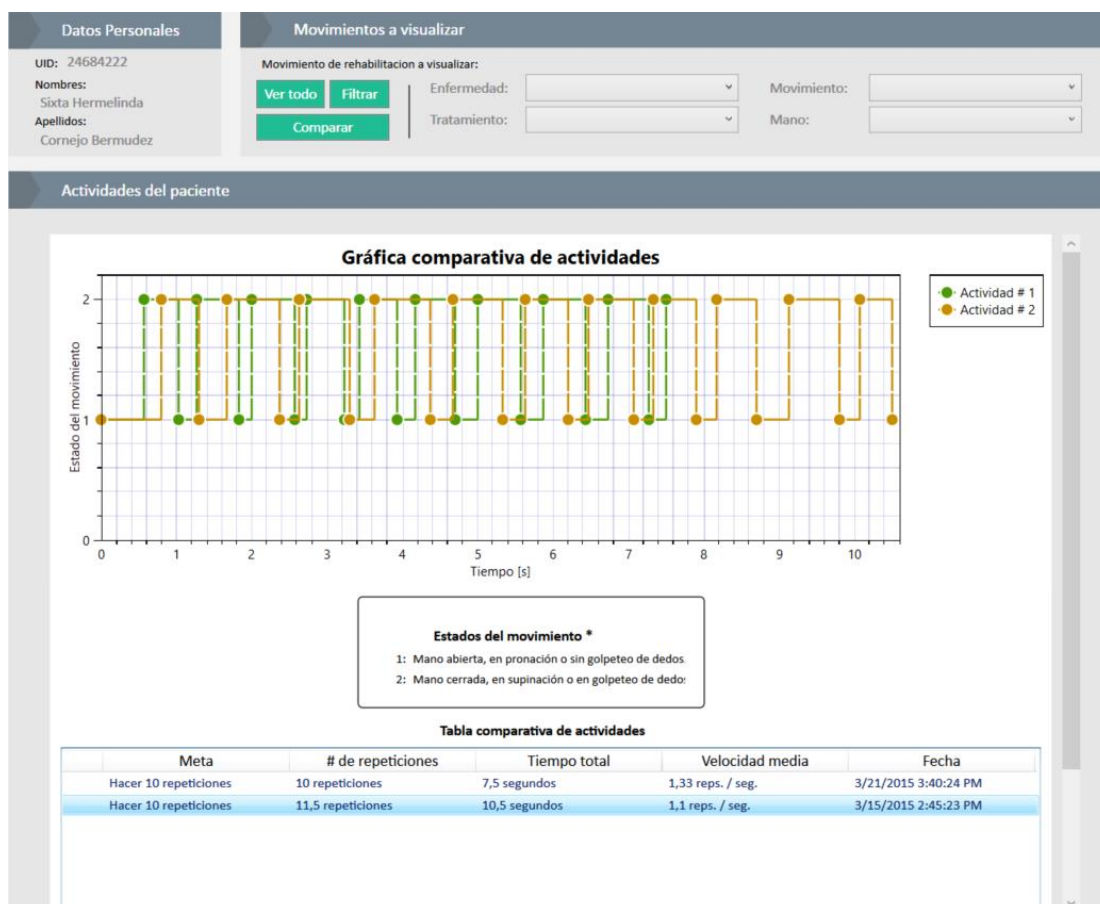 Datos Personales
UID: 24684222
Nombres:
Sixta Hermelinda
Apellidos:
Cornejo Bermudez
Movimientos a visualizar
Movimiento de rehabilitacion a visualizar:
Ver todo Filtrar
Comparar
Enfermedad: Movimiento:
Tratamiento: Mano:
Actividades del paciente
Gráfica comparativa de actividades
Actividad # 1
Actividad # 2
Estado del movimiento
2
1
0
0 1 2 3 4 5 6 7 8 9 10
Tiempo [s]
Estados del movimiento *
1: Mano abierta, en pronación o sin golpeteo de dedos
2: Mano cerrada, en supinación o en golpeteo de dedo
Tabla comparativa de actividades
Meta # de repeticiones Tiempo total Velocidad media Fecha
Hacer 10 repeticiones 10 repeticiones 7,5 segundos 1,33 reps. / seg. 3/21/2015 3:40:24 PM
Hacer 10 repeticiones 11,5 repeticiones 10,5 segundos 1,1 reps. / seg. 3/15/2015 2:45:23 PM